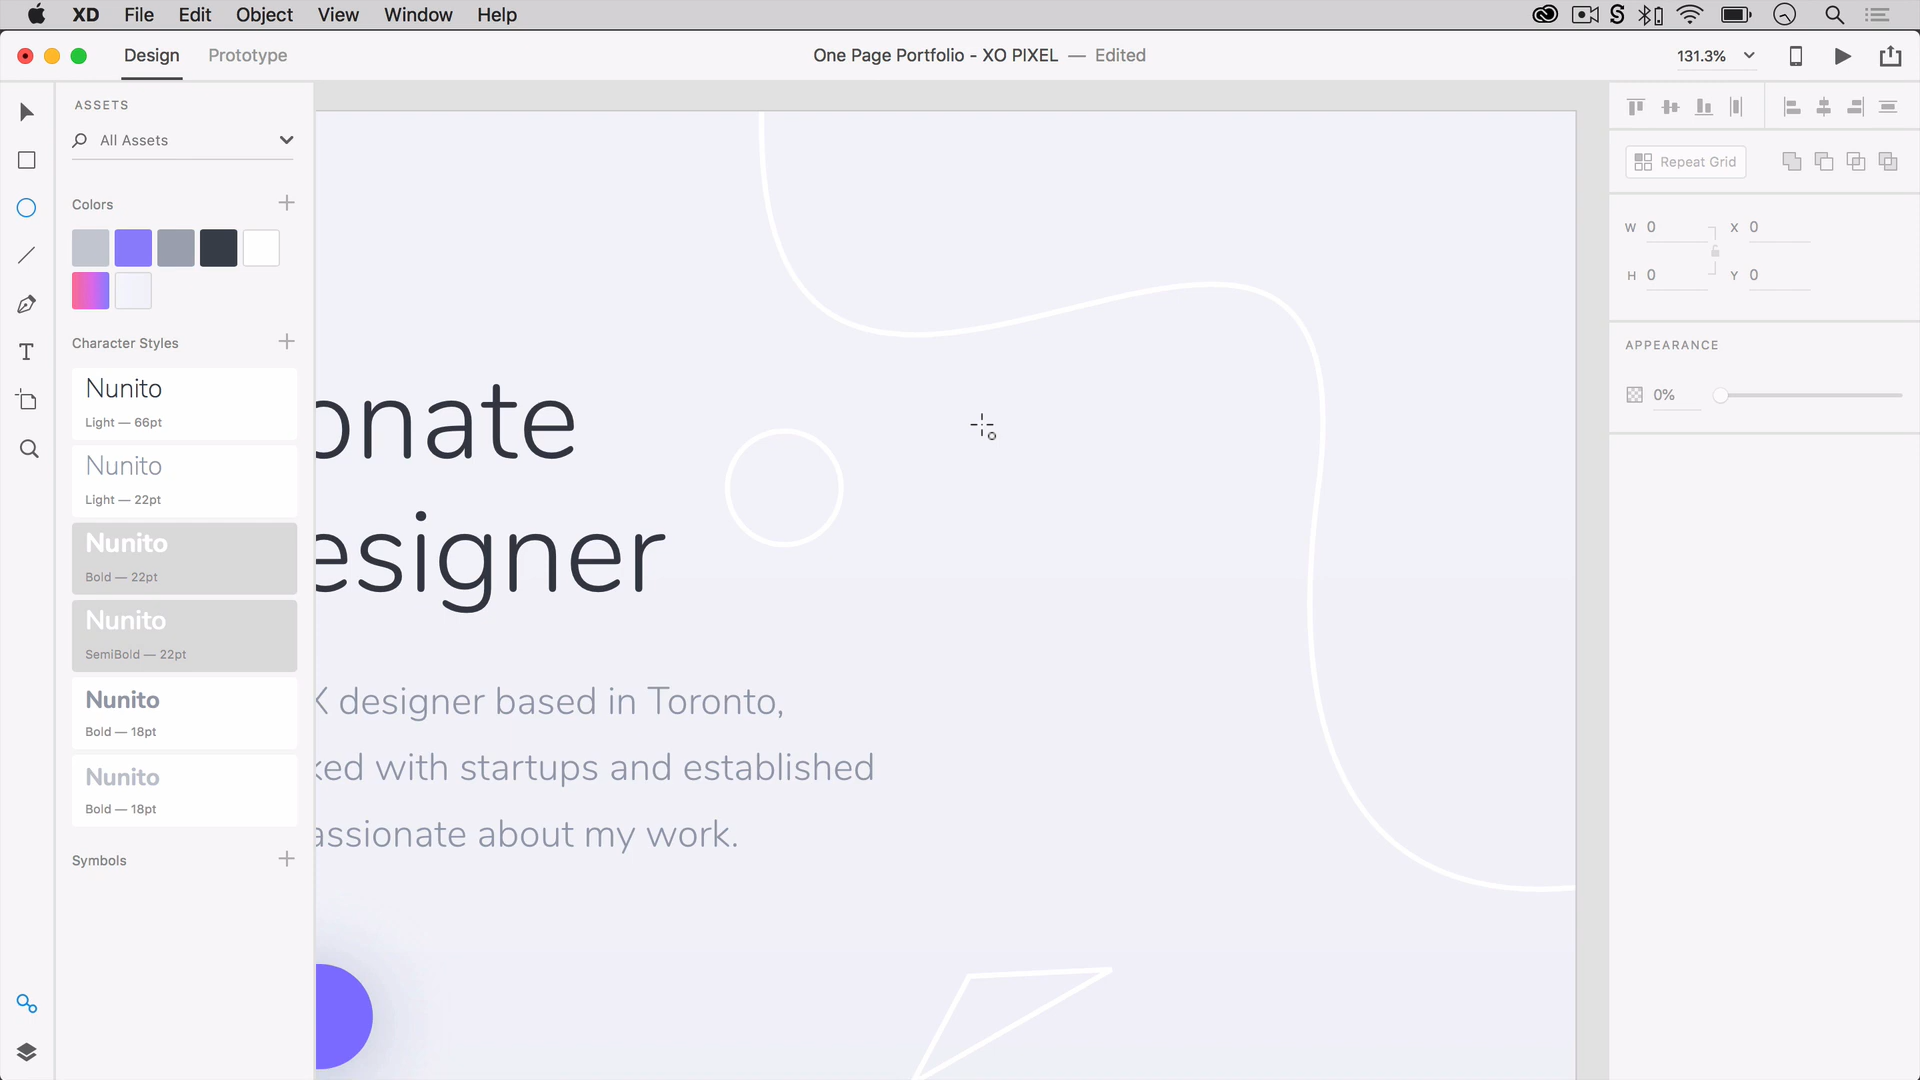 XD File Edit Object View Window Help
Design Prototype
One Page Portfolio - XO PIXEL — Edited
131.3%
ASSETS
All Assets
Colors
Character Styles
Nunito
Light — 66pt
Nunito
Light — 22pt
Nunito
Bold — 22pt
Nunito
SemiBold — 22pt
Nunito
Bold — 18pt
Nunito
Bold — 18pt
Symbols
onate
esigner
X designer based in Toronto,
ked with startups and established
assionate about my work.
Repeat Grid
W 0 X 0
H 0 Y 0
APPEARANCE
0%